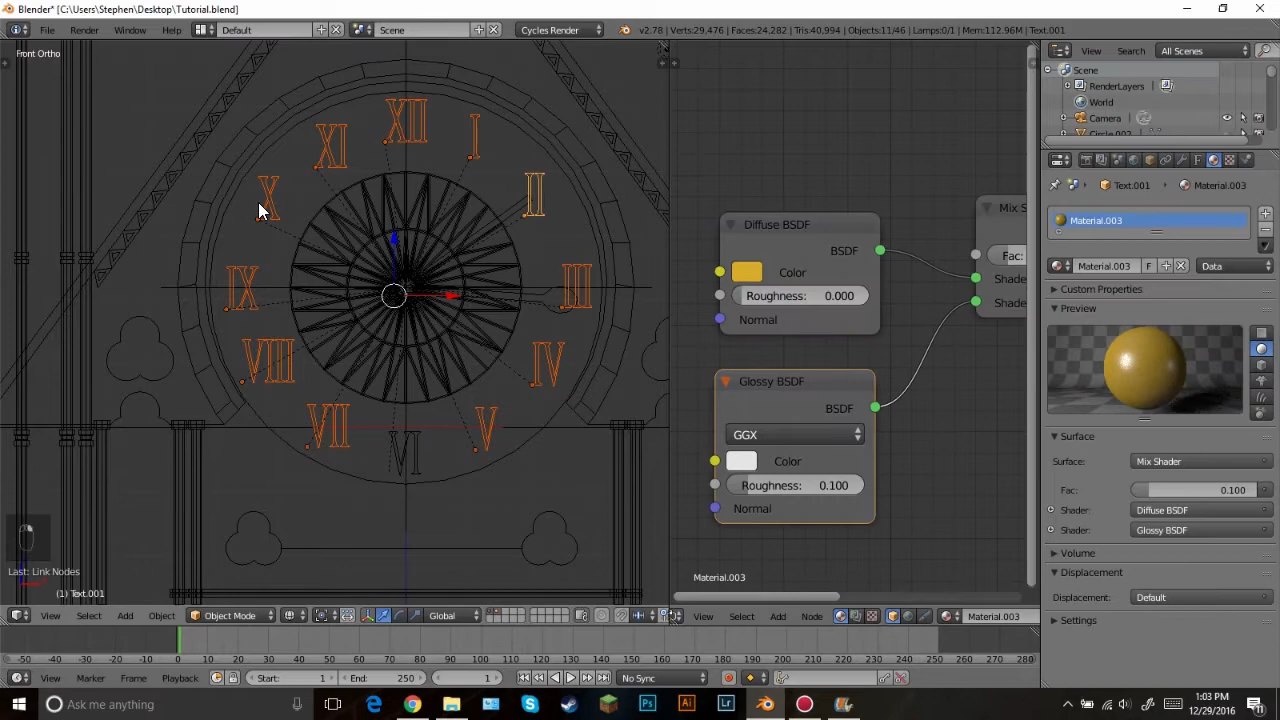 Blender* [C:\Users\Stephen\Desktop\Tutorial.blend]
File Render Window Help Default Scene Cycles Render v2.78 | Verts:29,476 | Faces:24,282 | Tris:40,994 | Objects:11/46 | Lamps:0/1 | Mem:112.96M | Text.001
View Search All Scenes
Front Ortho
Scene
RenderLayers
World
Camera
XII
XI
I
X
II
IX
III
VIII
IV
VII
V
VI
Last: Link Nodes
(1) Text.001
Diffuse BSDF
BSDF
Color
Roughness: 0.000
Normal
Mix S
Fac:
Shade
Shade
Glossy BSDF
BSDF
GGX
Color
Roughness: 0.100
Normal
Material.003
Text.001 Material.003
Material.003
Material.003 F Data
Custom Properties
Preview
Surface
Surface: Mix Shader
Fac: 0.100
Shader: Diffuse BSDF
Shader: Glossy BSDF
Volume
Displacement
Displacement: Default
Settings
View Select Add Object Object Mode Global
View Select Add Node Material.003
-50 -40 -30 -20 -10 0 10 20 30 40 50 60 70 80 90 100 110 120 130 140 150 160 170 180 190 200 210 220 230 240 250 260 270 280
View Marker Frame Playback Start: 1 End: 250 1 No Sync
Ask me anything
1:03 PM
12/29/2016